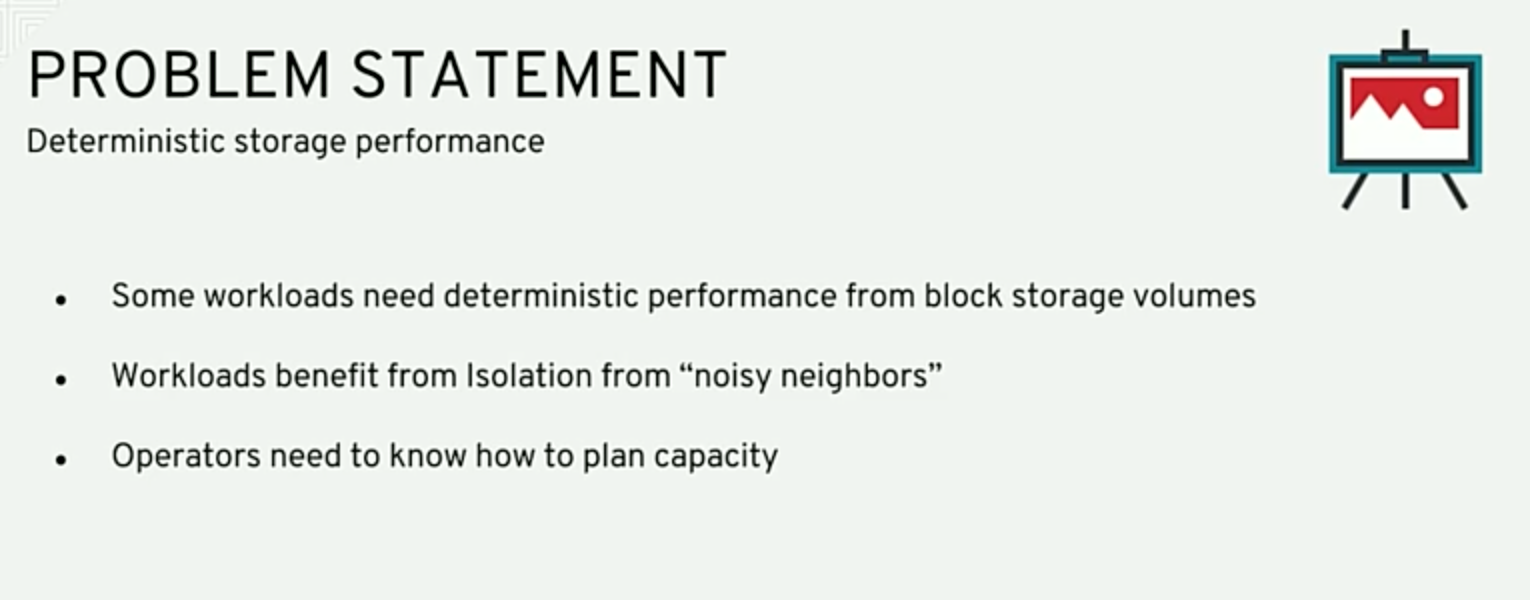 PROBLEM STATEMENT
Deterministic storage performance
• Some workloads need deterministic performance from block storage volumes
• Workloads benefit from Isolation from “noisy neighbors”
• Operators need to know how to plan capacity